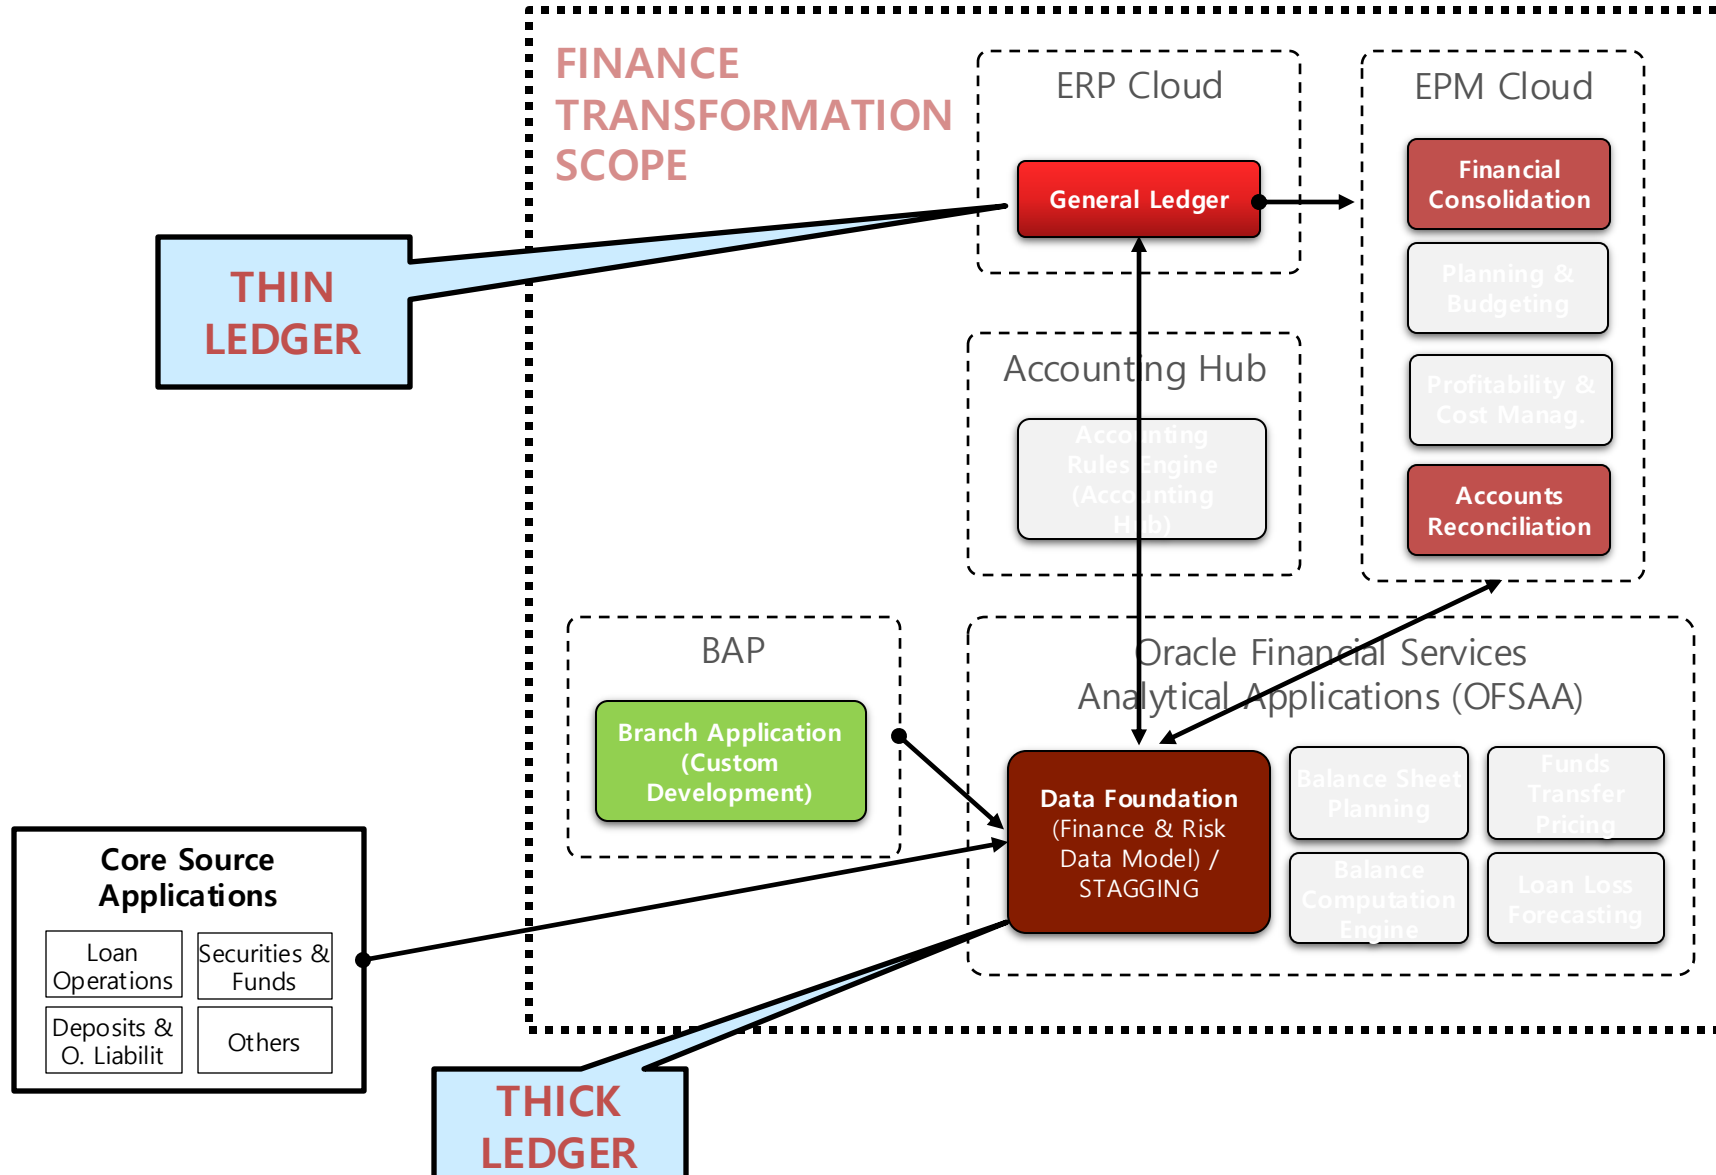 FINANCE
TRANSFORMATION
SCOPE
ERP Cloud
General Ledger
EPM Cloud
Financial
Consolidation
Planning &
Budgeting
Profitability &
Cost Manag.
Accounts
Reconciliation
THIN
LEDGER
Accounting Hub
Accounting
Rules Engine
(Accounting
Hub)
BAP
Branch Application
(Custom
Development)
Oracle Financial Services
Analytical Applications (OFSAA)
Data Foundation
(Finance & Risk
Data Model) /
STAGGING
Balance Sheet
Planning
Funds
Transfer
Pricing
Balance
Computation
Engine
Loan Loss
Forecasting
Core Source
Applications
Loan
Operations
Securities &
Funds
Deposits &
O. Liabilit
Others
THICK
LEDGER